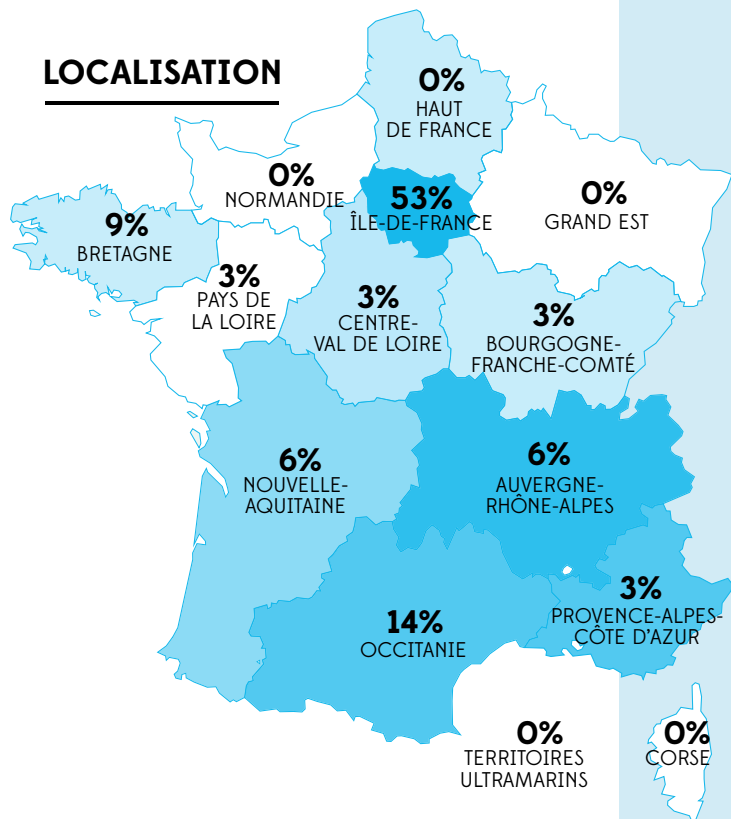 LOCALISATION
0%
HAUT
DE FRANCE
0%
NORMANDIE
53%
ÎLE-DE-FRANCE
0%
GRAND EST
9%
BRETAGNE
3%
PAYS DE
LA LOIRE
3%
CENTRE-
VAL DE LOIRE
3%
BOURGOGNE-
FRANCHE-COMTÉ
6%
NOUVELLE-
AQUITAINE
6%
AUVERGNE-
RHÔNE-ALPES
14%
OCCITANIE
3%
PROVENCE-ALPES-
CÔTE D'AZUR
0%
TERRITOIRES
ULTRAMARINS
0%
CORSE